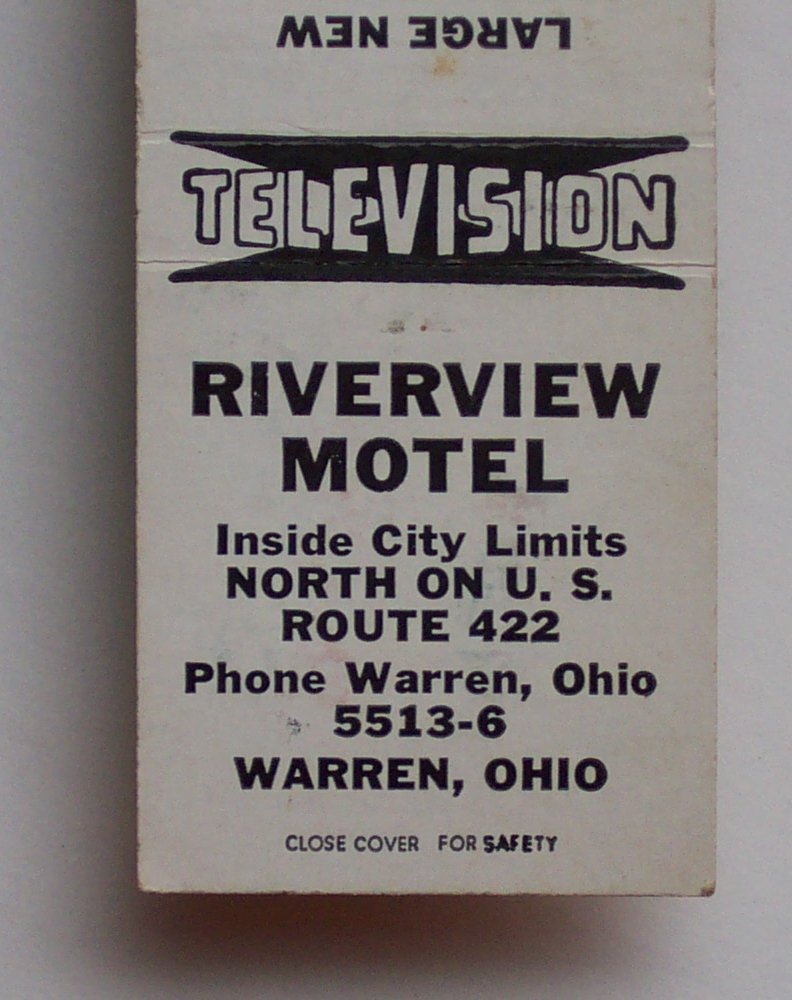 LARGE NEW
TELEVISION
RIVERVIEW
MOTEL
Inside City Limits
NORTH ON U. S.
ROUTE 422
Phone Warren, Ohio
5513-6
WARREN, OHIO
CLOSE COVER FOR SAFETY